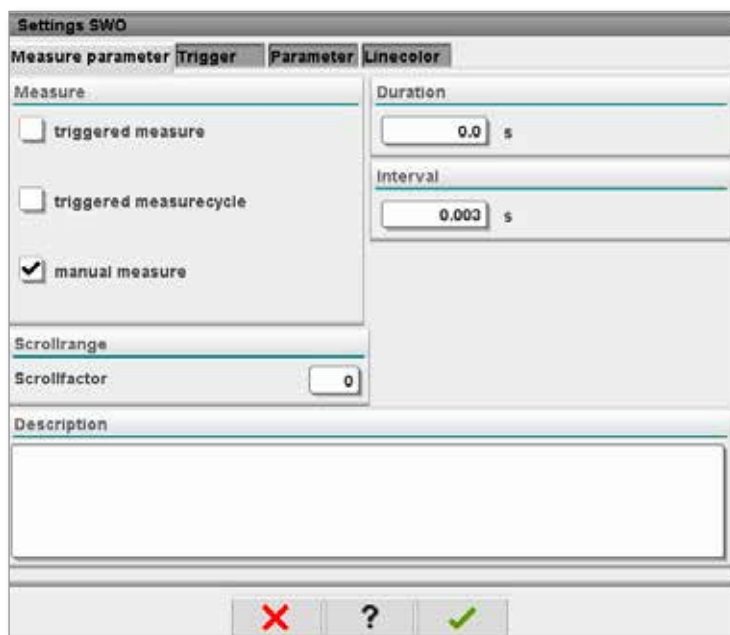 Settings SWO
Measure parameter Trigger Parameter Linecolor
Measure
triggered measure
triggered measurecycle
manual measure
Duration
0.0 s
Interval
0.003 s
Scrollrange
Scrollfactor 0
Description
?